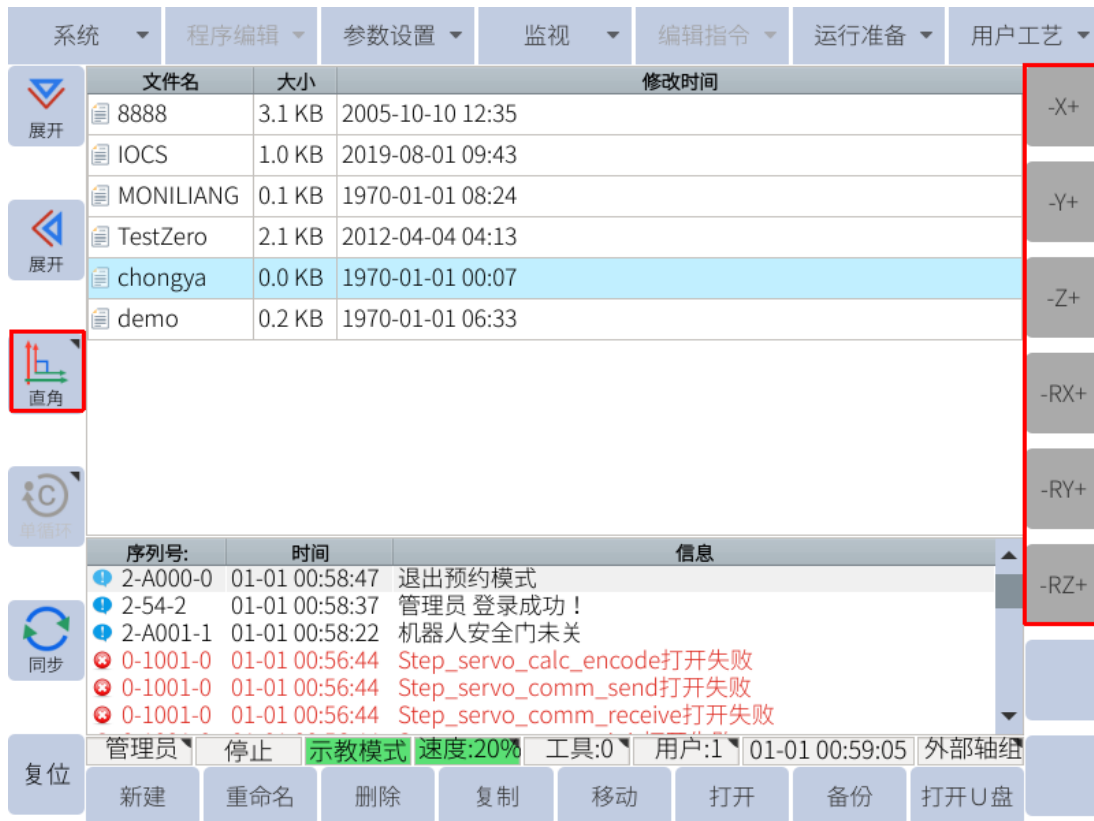 系统 程序编辑 参数设置 监视 编辑指令 运行准备 用户工艺
展开
展开
直角
单循环
同步
复位
文件名 大小 修改时间
8888 3.1 KB 2005-10-10 12:35
IOCS 1.0 KB 2019-08-01 09:43
MONILIANG 0.1 KB 1970-01-01 08:24
TestZero 2.1 KB 2012-04-04 04:13
chongya 0.0 KB 1970-01-01 00:07
demo 0.2 KB 1970-01-01 06:33
序列号: 时间 信息
2-A000-0 01-01 00:58:47 退出预约模式
2-54-2 01-01 00:58:37 管理员 登录成功！
2-A001-1 01-01 00:58:22 机器人安全门未关
0-1001-0 01-01 00:56:44 Step_servo_calc_encode打开失败
0-1001-0 01-01 00:56:44 Step_servo_comm_send打开失败
0-1001-0 01-01 00:56:44 Step_servo_comm_receive打开失败
管理员 停止 示教模式 速度:20% 工具:0 用户:1 01-01 00:59:05 外部轴组
新建 重命名 删除 复制 移动 打开 备份 打开U盘
-X+
-Y+
-Z+
-RX+
-RY+
-RZ+